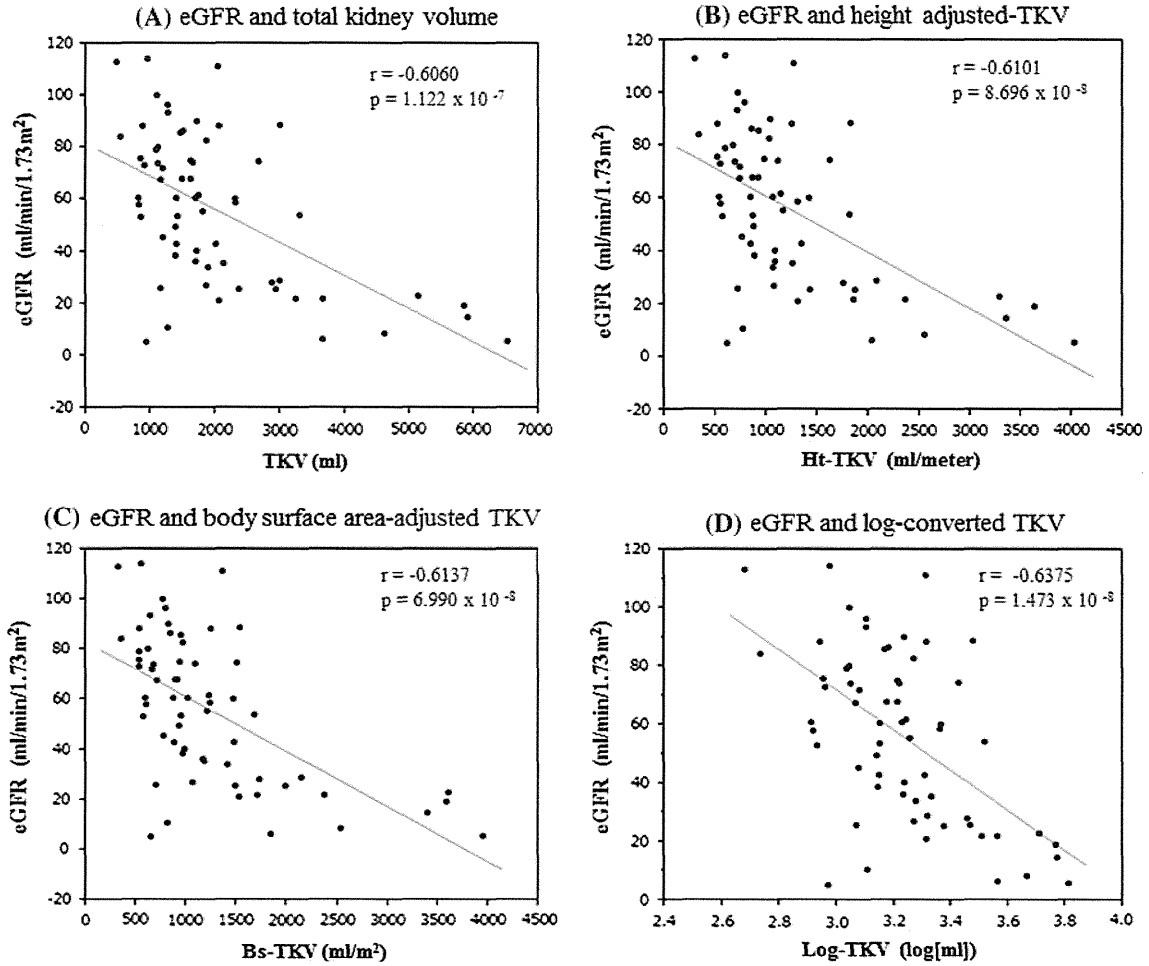 (A) eGFR and total kidney volume
120
100
80
60
40
20
0
-20
eGFR (ml/min/1.73m²)
r = -0.6060
p = 1.122 x 10 -7
0 1000 2000 3000 4000 5000 6000 7000
TKV (ml)
(B) eGFR and height adjusted-TKV
120
100
80
60
40
20
0
-20
eGFR (ml/min/1.73m²)
r = -0.6101
p = 8.696 x 10 -8
0 500 1000 1500 2000 2500 3000 3500 4000 4500
Ht-TKV (ml/meter)
(C) eGFR and body surface area-adjusted TKV
120
100
80
60
40
20
0
-20
eGFR (ml/min/1.73m²)
r = -0.6137
p = 6.990 x 10 -8
0 500 1000 1500 2000 2500 3000 3500 4000 4500
Bs-TKV (ml/m²)
(D) eGFR and log-converted TKV
120
100
80
60
40
20
0
eGFR (ml/min/1.73m²)
r = -0.6375
p = 1.473 x 10 -8
2.4 2.6 2.8 3.0 3.2 3.4 3.6 3.8 4.0
Log-TKV (log[ml])